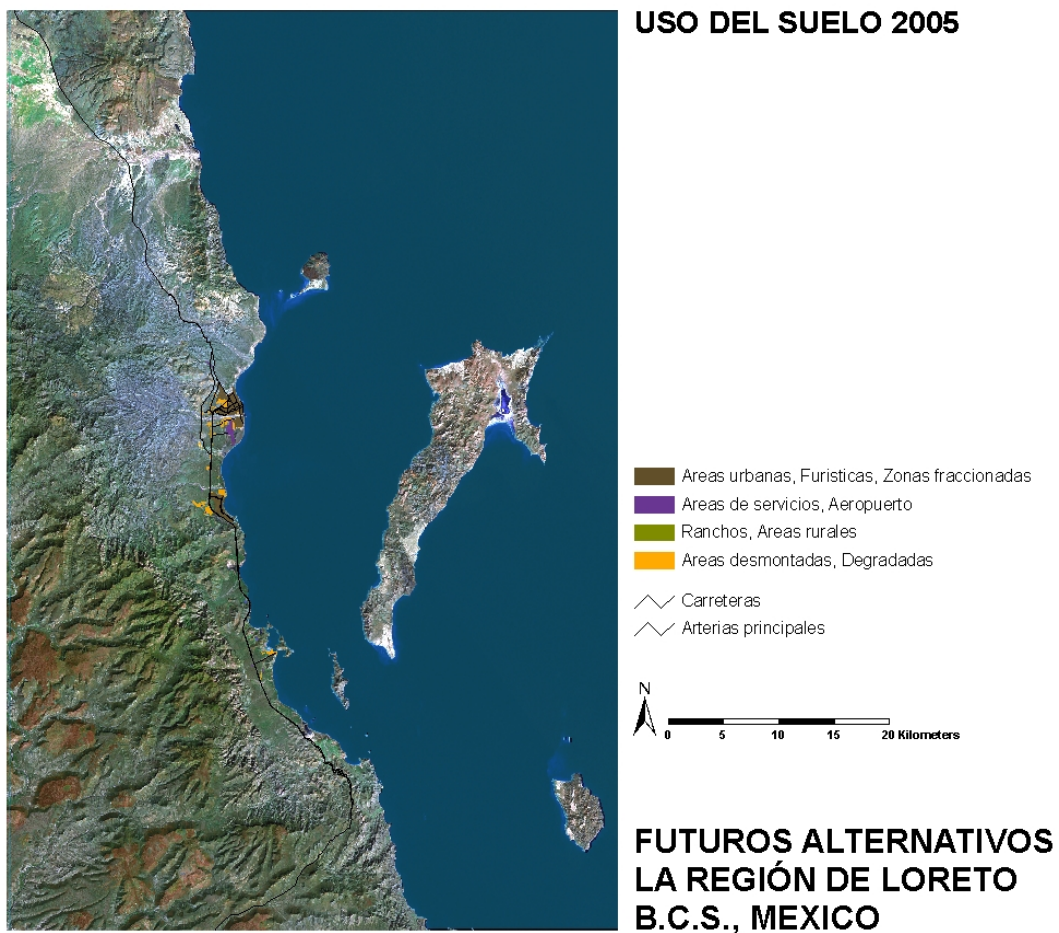 USO DEL SUELO 2005
Areas urbanas, Furisticas, Zonas fraccionadas
Areas de servicios, Aeropuerto
Ranchos, Areas rurales
Areas desmontadas, Degradadas
Carreteras
Arterias principales
N
0 5 10 15 20 Kilometers
FUTUROS ALTERNATIVOS
LA REGIÓN DE LORETO
B.C.S., MEXICO